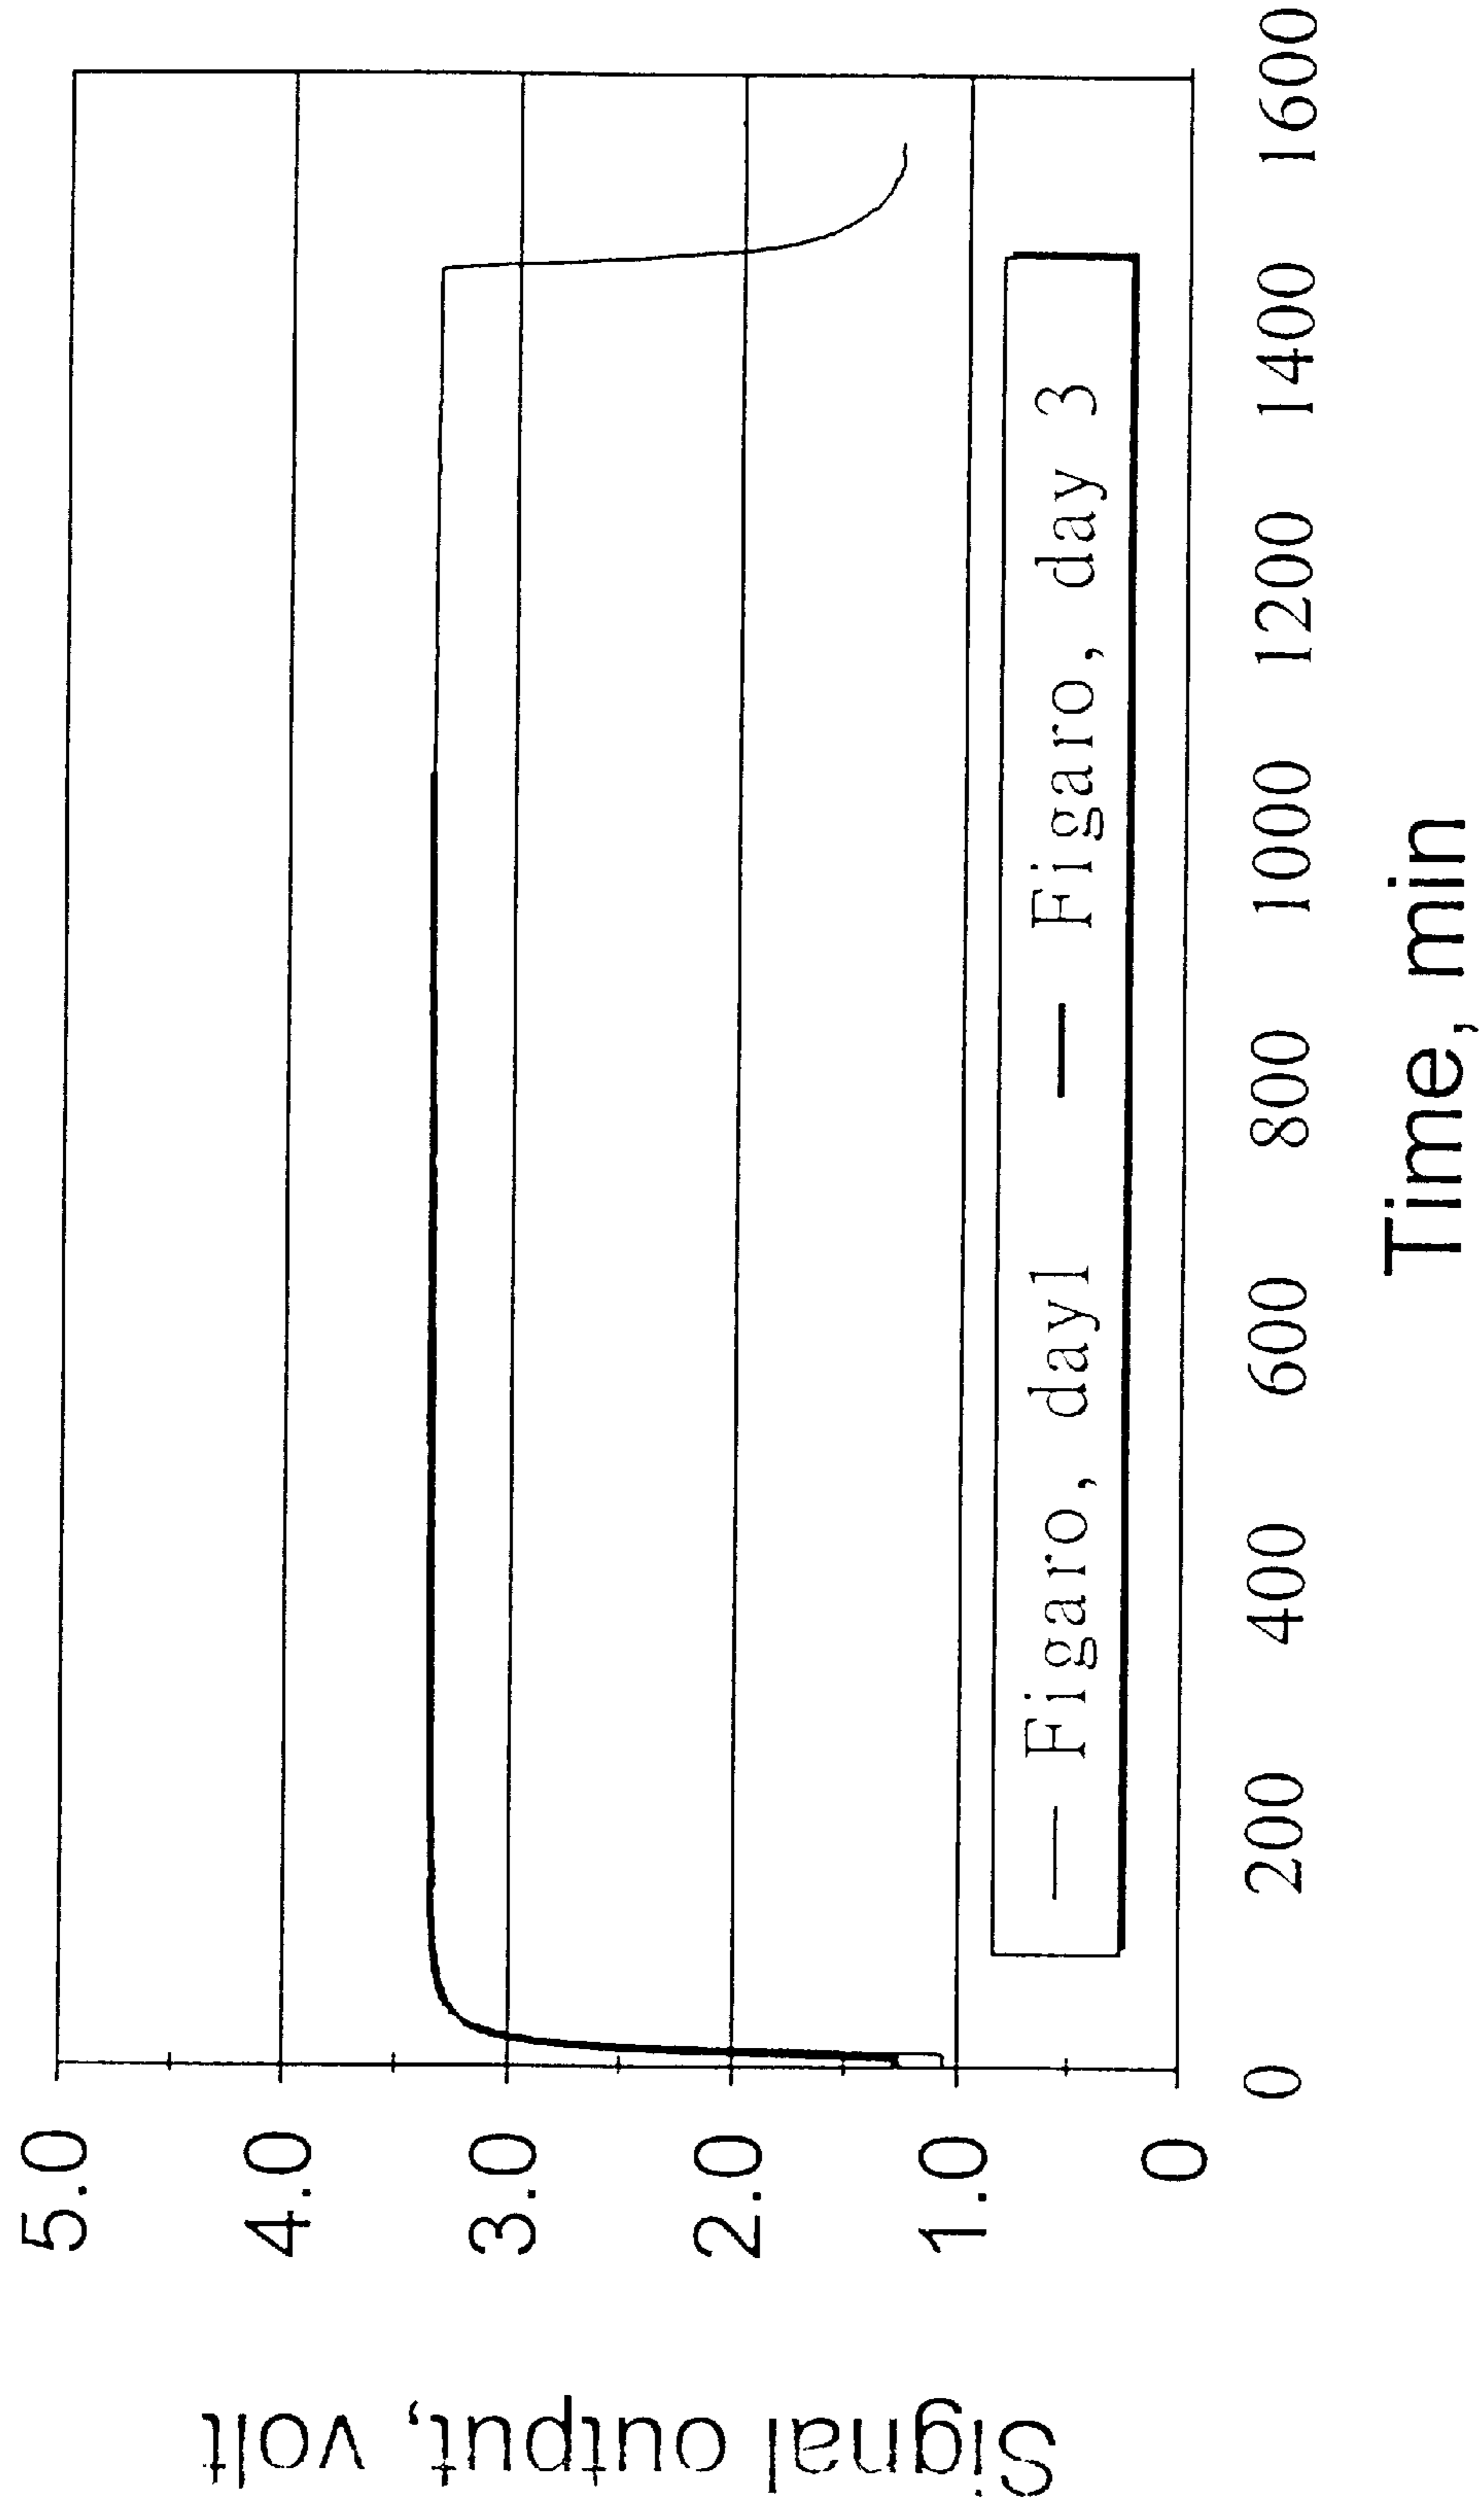 Signal output, volt
5.0
4.0
3.0
2.0
1.0
0
— Figaro, day1 — Figaro, day 3
0 200 400 600 800 1000 1200 1400 1600
Time, min